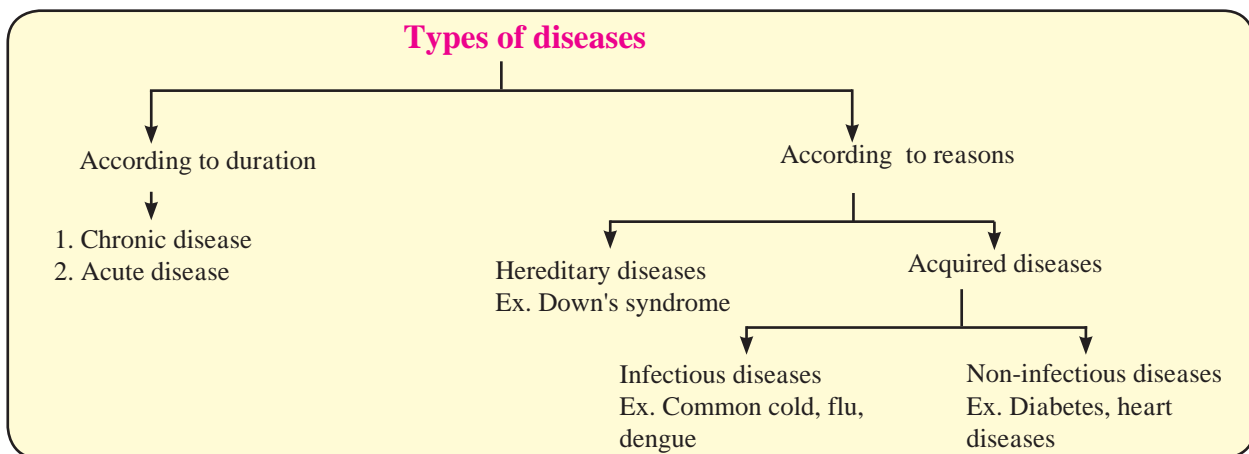 Types of diseases
According to duration
According to reasons
1. Chronic disease
2. Acute disease
Hereditary diseases
Ex. Down's syndrome
Acquired diseases
Infectious diseases
Ex. Common cold, flu,
dengue
Non-infectious diseases
Ex. Diabetes, heart
diseases